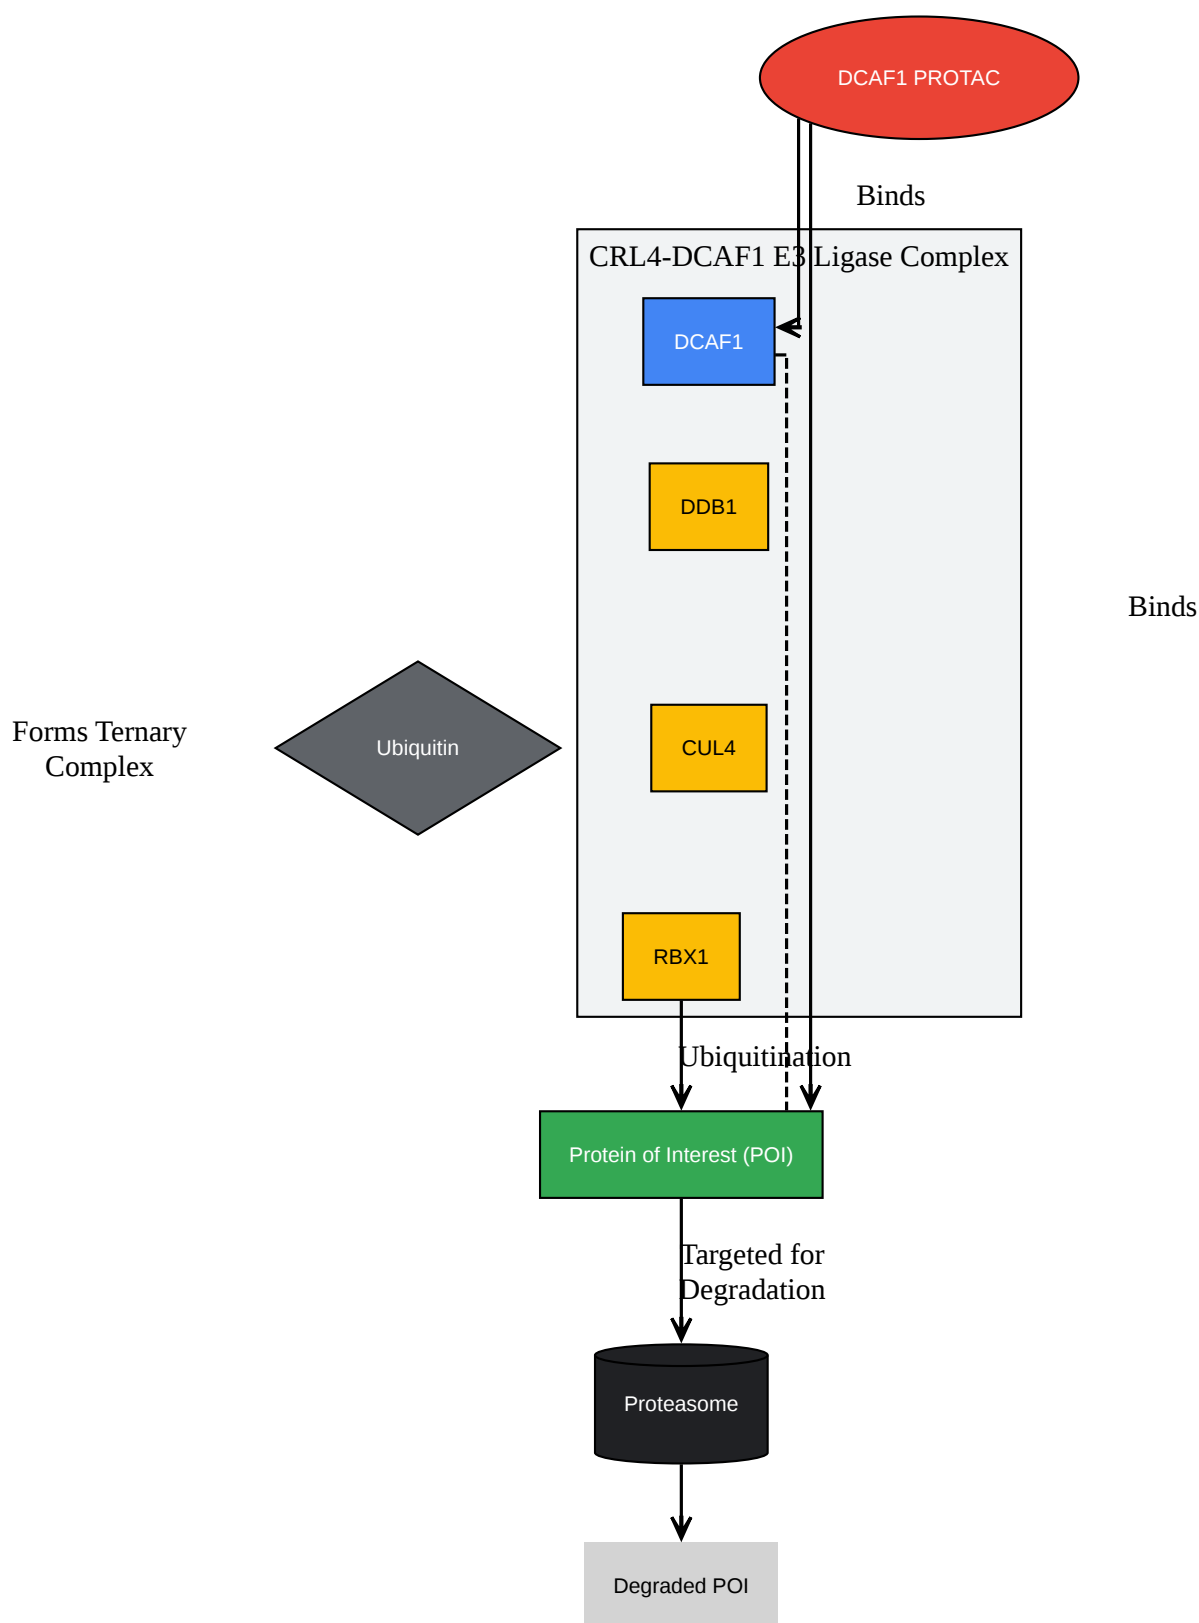 DCAF1 PROTAC
Binds
CRL4-DCAF1 E3 Ligase Complex
DCAF1
DDB1
Binds
Forms Ternary
Complex
Ubiquitin
CUL4
RBX1
Ubiquitination
Protein of Interest (POI)
Targeted for
Degradation
Proteasome
Degraded POI